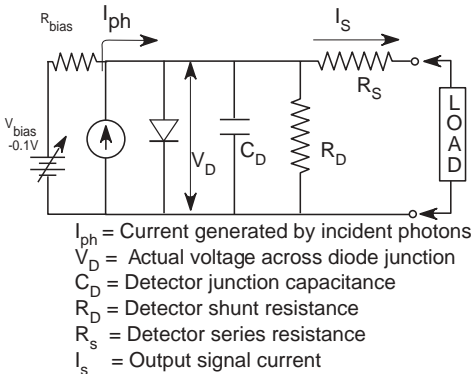 R_bias
I_ph
I_S
V_bias
-0.1V
V_D
C_D
R_D
R_S
LOAD
I_ph = Current generated by incident photons
V_D = Actual voltage across diode junction
C_D = Detector junction capacitance
R_D = Detector shunt resistance
R_s = Detector series resistance
I_s = Output signal current